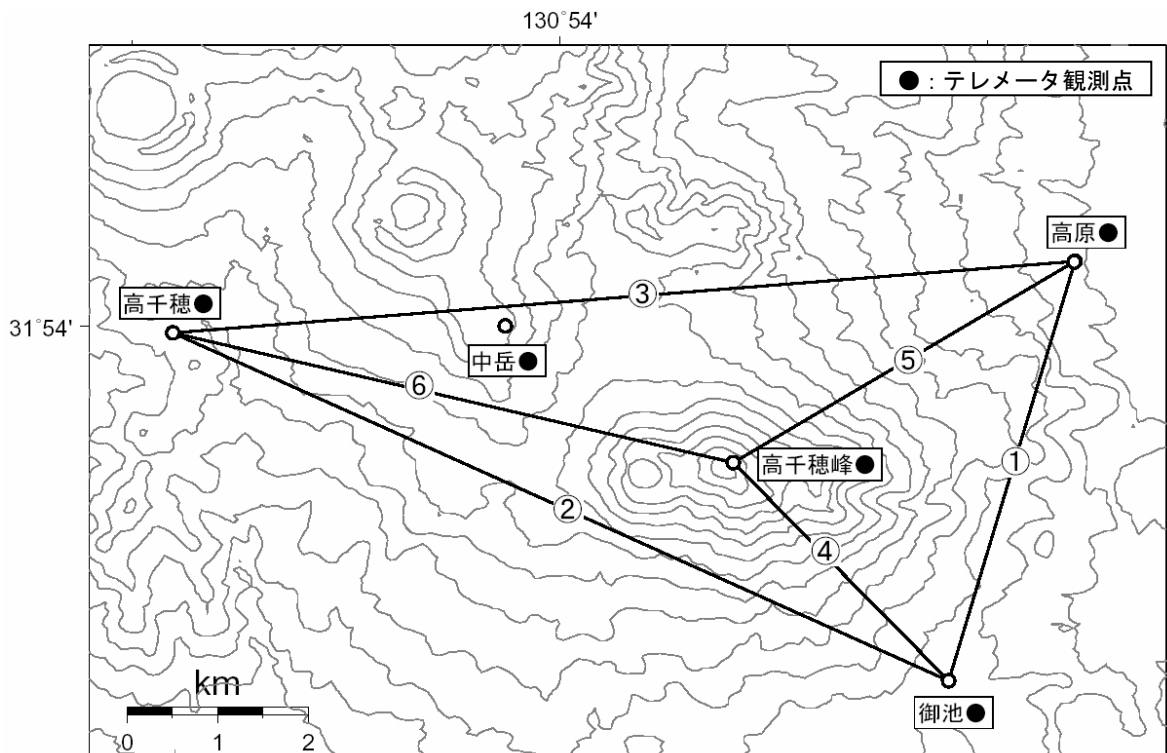 130°54'
●:テレメータ観測点
高原●
③
高千穂●
31°54'
中岳●
⑤
⑥
高千穂峰●
①
②
④
km
0 1 2
御池●